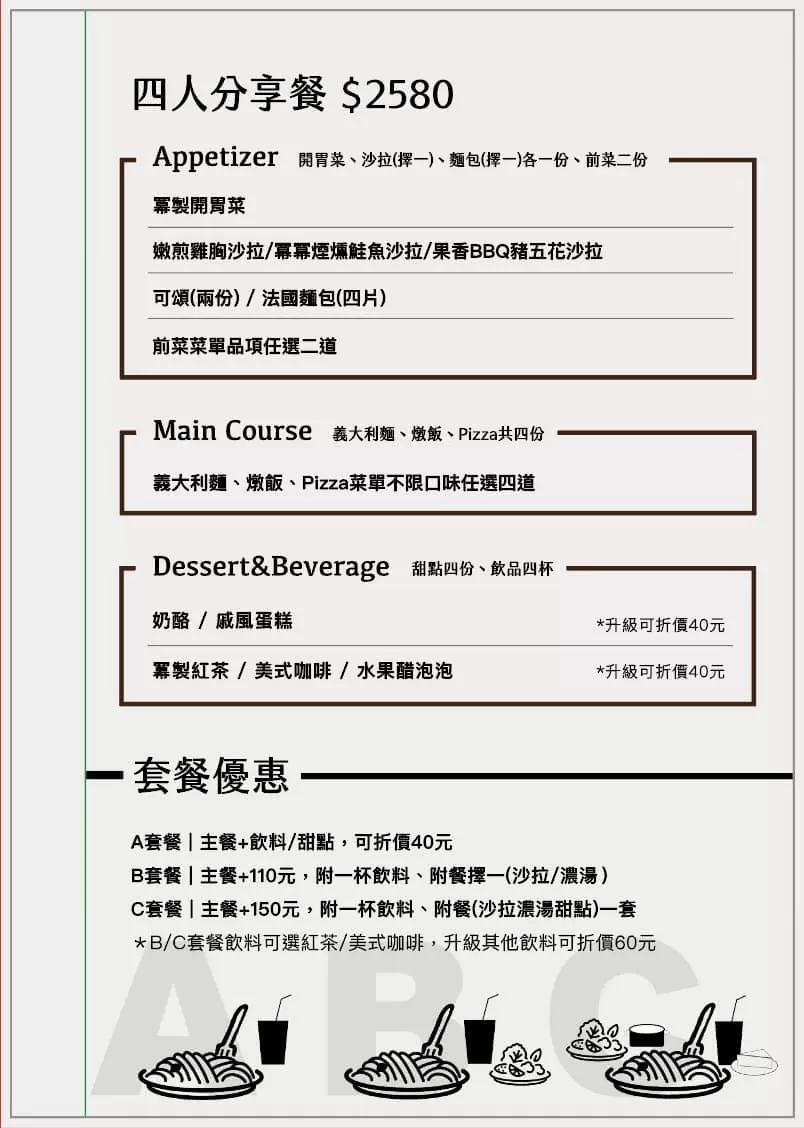 四人分享餐 $2580
Appetizer 開胃菜、沙拉(擇一)、麵包(擇一)各一份、前菜二份
冪製開胃菜
嫩煎雞胸沙拉/冪冪煙燻鮭魚沙拉/果香BBQ豬五花沙拉
可頌(兩份) / 法國麵包(四片)
前菜菜單品項任選二道
Main Course 義大利麵、燉飯、Pizza共四份
義大利麵、燉飯、Pizza菜單不限口味任選四道
Dessert&Beverage 甜點四份、飲品四杯
奶酪 / 戚風蛋糕 *升級可折價40元
冪製紅茶 / 美式咖啡 / 水果醋泡泡 *升級可折價40元
套餐優惠
A套餐｜主餐+飲料/甜點，可折價40元
B套餐｜主餐+110元，附一杯飲料、附餐擇一(沙拉/濃湯)
C套餐｜主餐+150元，附一杯飲料、附餐(沙拉濃湯甜點)一套
＊B/C套餐飲料可選紅茶/美式咖啡，升級其他飲料可折價60元
A B C